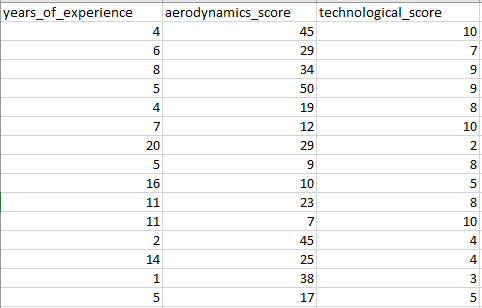 years_of_experience aerodynamics_score technological_score
4 45 10
6 29 7
8 34 9
5 50 9
4 19 8
7 12 10
20 29 2
5 9 8
16 10 5
11 23 8
11 7 10
2 45 4
14 25 4
1 38 3
5 17 5